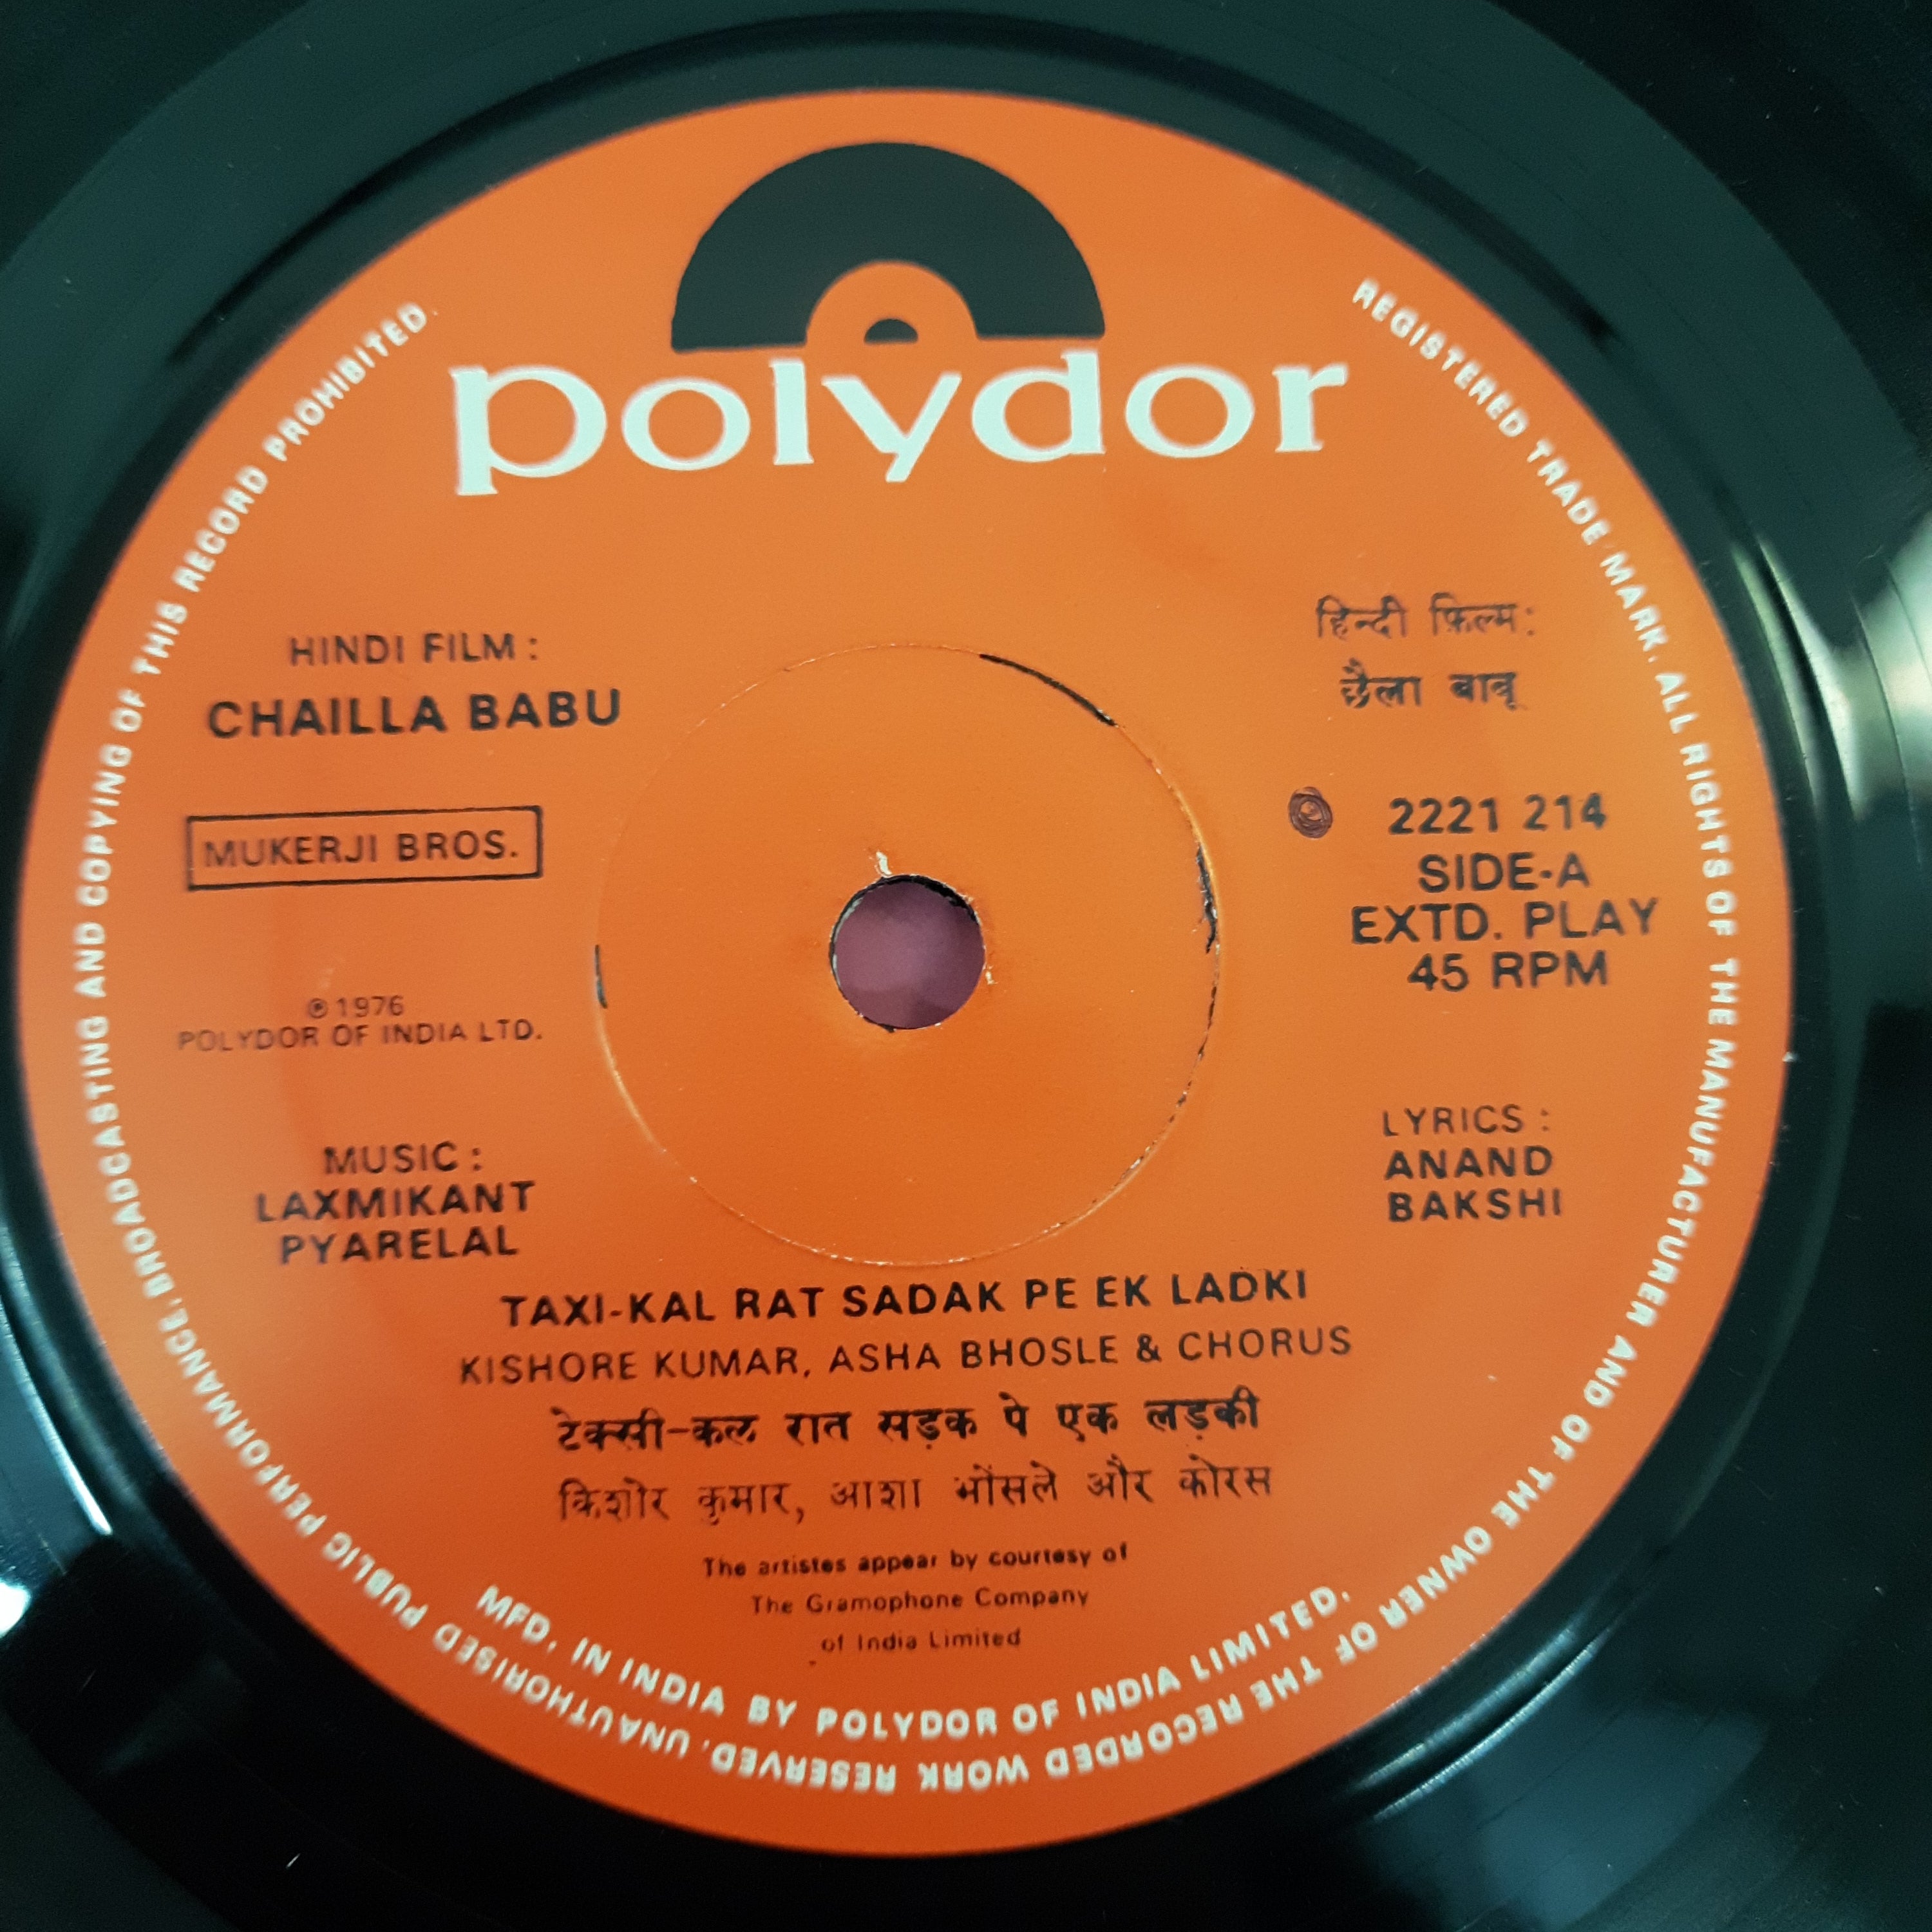 polydor
HINDI FILM :
CHAILLA BABU
हिन्दी फ़िल्म:
छैला बाबू
MUKERJI BROS.
2221 214
SIDE-A
EXTD. PLAY
45 RPM
℗ 1976
POLYDOR OF INDIA LTD.
MUSIC :
LAXMIKANT
PYARELAL
LYRICS :
ANAND
BAKSHI
TAXI-KAL RAT SADAK PE EK LADKI
KISHORE KUMAR, ASHA BHOSLE & CHORUS
टेक्सी-कल रात सड़क पे एक लड़की
किशोर कुमार, आशा भोंसले और कोरस
The artistes appear by courtesy of
The Gramophone Company
of India Limited
MFD. IN INDIA BY POLYDOR OF INDIA LIMITED.
REGISTERED TRADE MARK. ALL RIGHTS OF THE MANUFACTURER AND OF THE OWNER OF THE RECORDED WORK RESERVED. UNAUTHORISED PUBLIC PERFORMANCE, BROADCASTING AND COPYING OF THIS RECORD PROHIBITED.